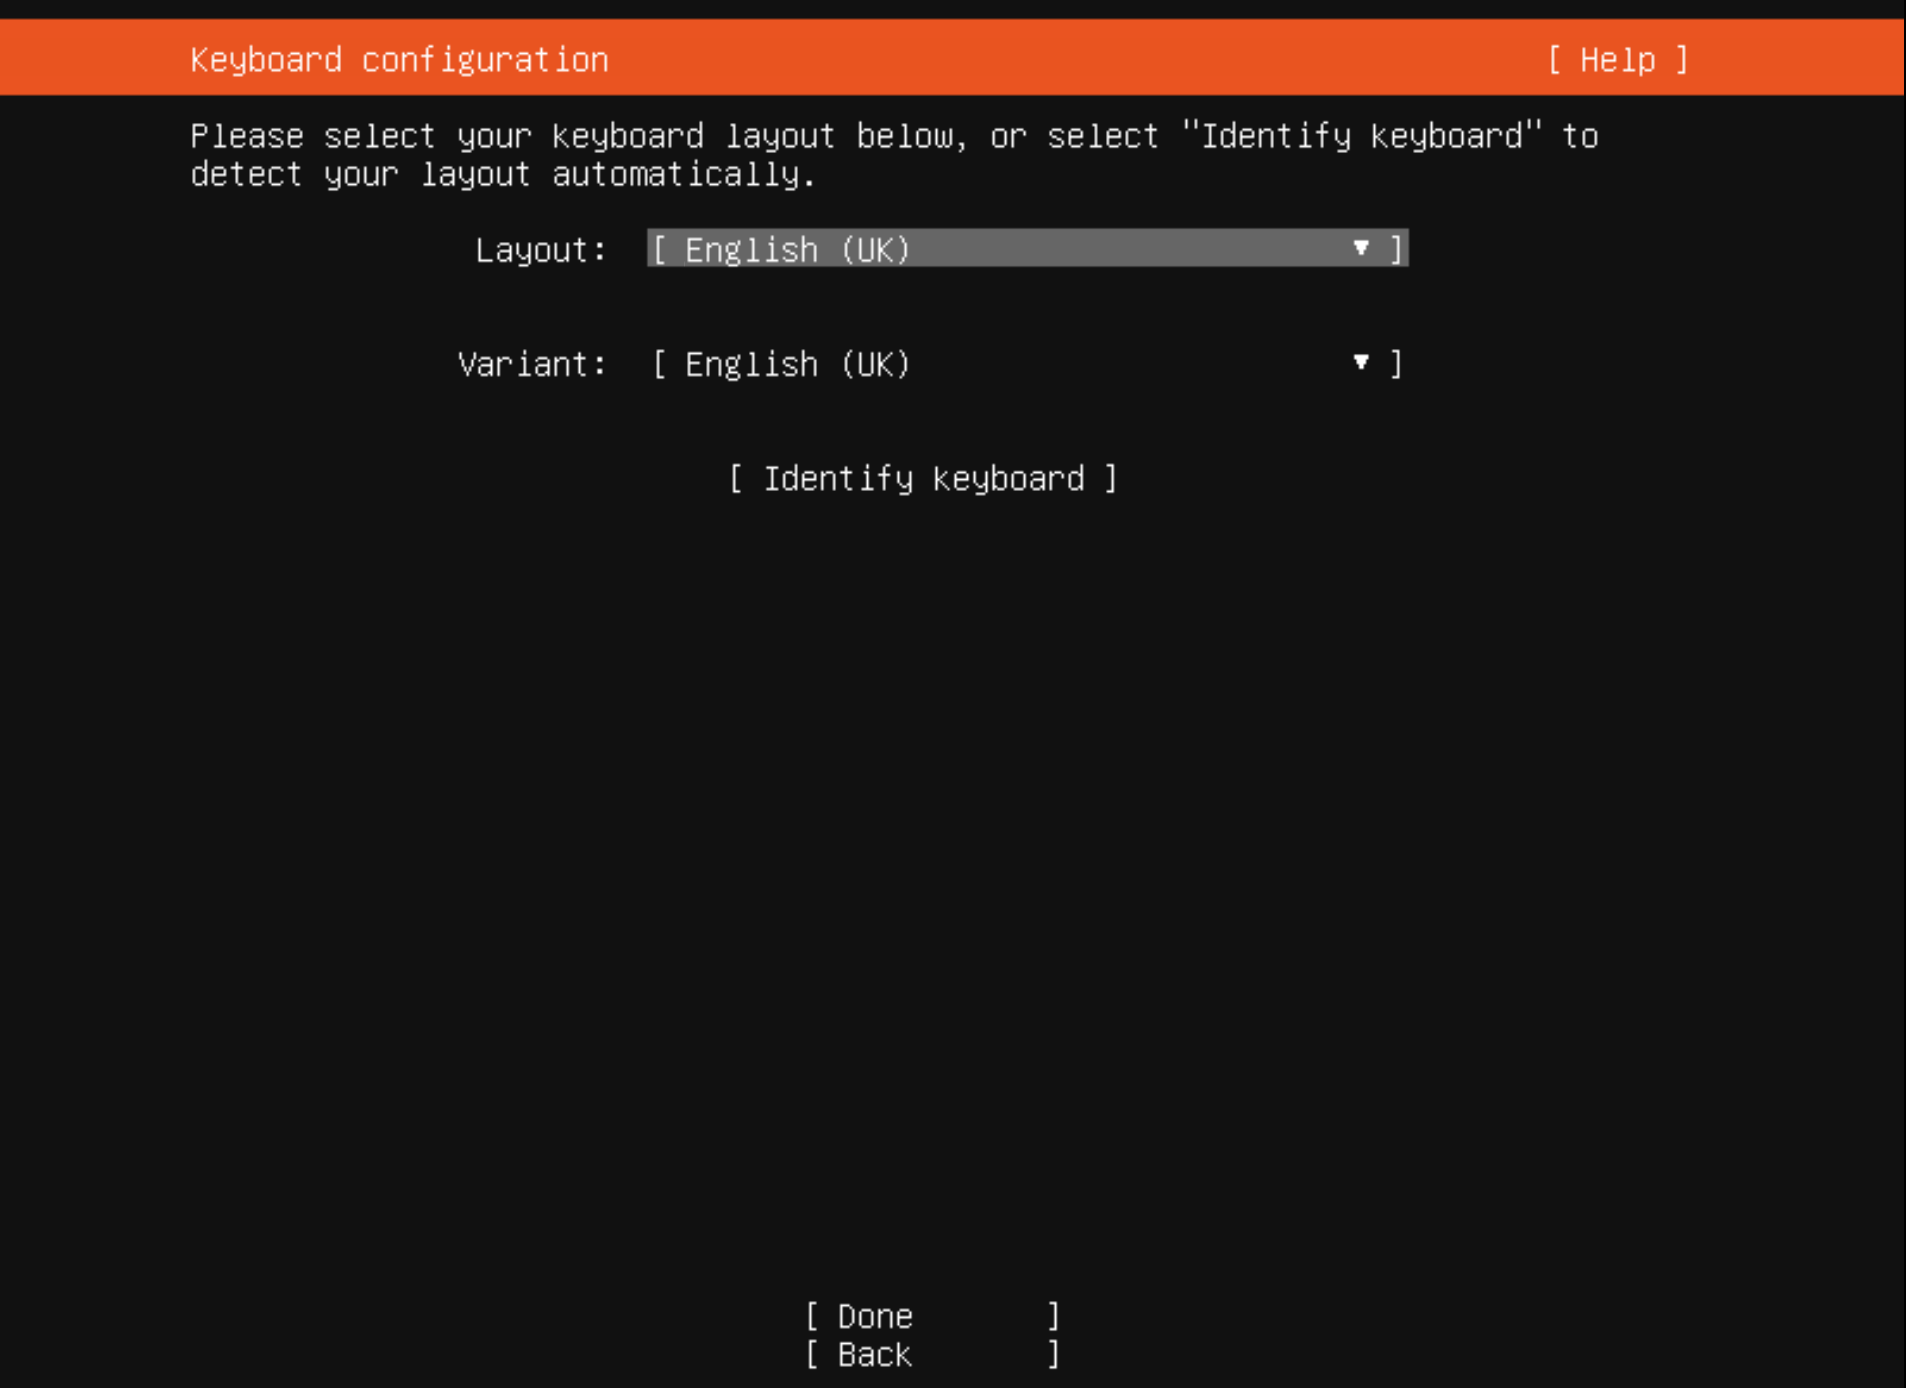 Keyboard configuration [ Help ]
Please select your keyboard layout below, or select "Identify keyboard" to
detect your layout automatically.
Layout: [ English (UK) ▾ ]
Variant: [ English (UK) ▾ ]
[ Identify keyboard ]
[ Done ]
[ Back ]